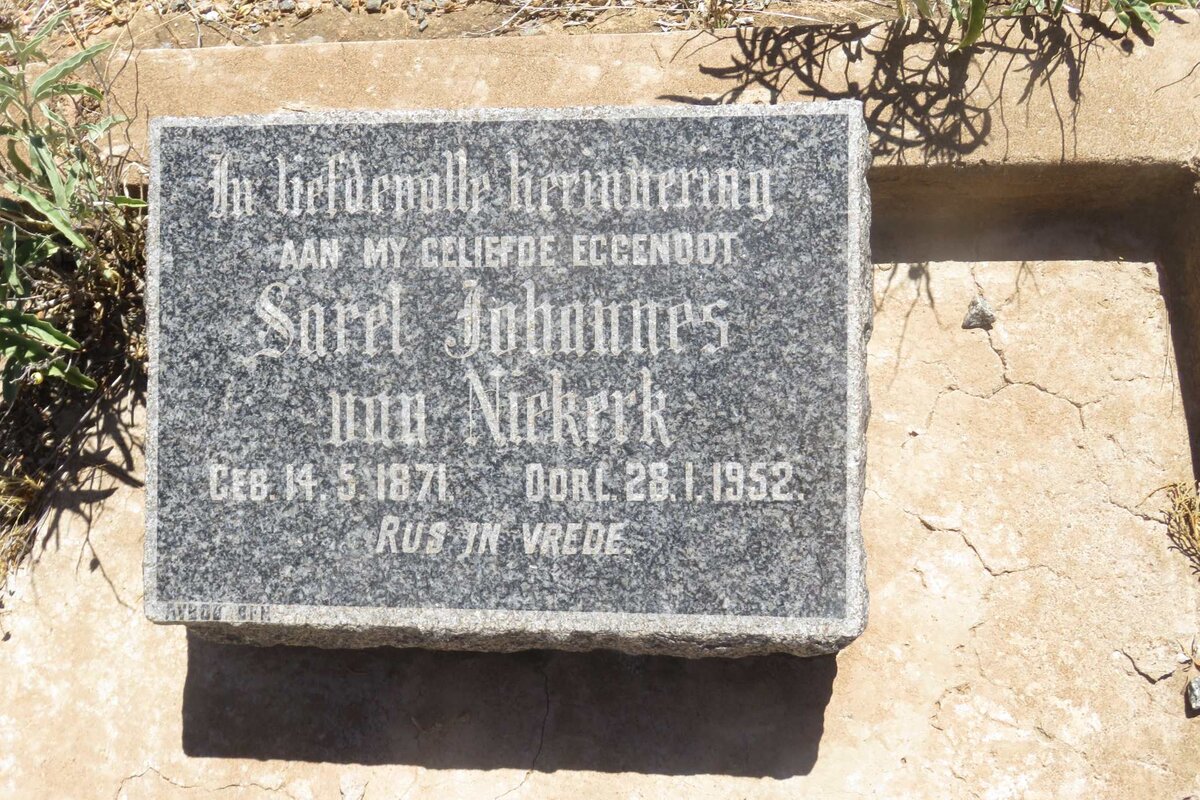 In liefdevolle herinnering
AAN MY GELIEFDE EGGENOOT
Sarel Johannes
van Niekerk
GEB. 14.5.1871. OORL. 28.1.1952.
RUS IN VREDE.